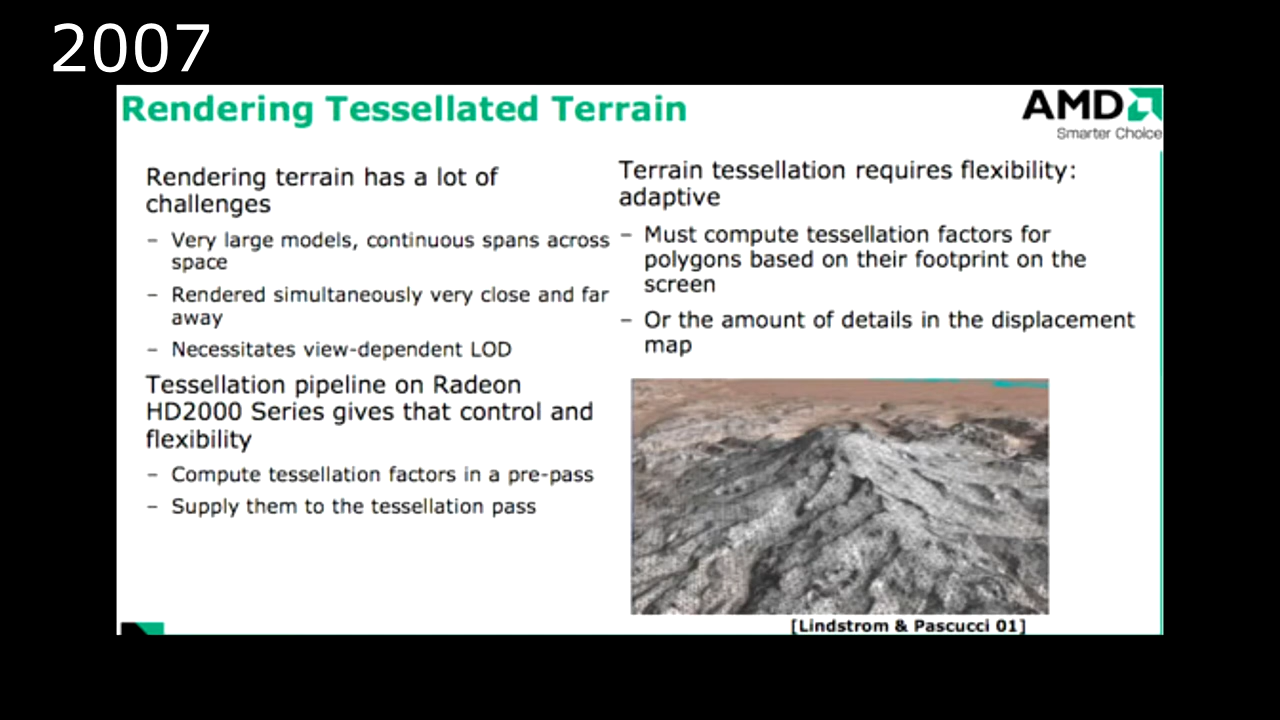 2007
Rendering Tessellated Terrain
AMD
Smarter Choice
Rendering terrain has a lot of
challenges
– Very large models, continuous spans across
space
– Rendered simultaneously very close and far
away
– Necessitates view-dependent LOD
Tessellation pipeline on Radeon
HD2000 Series gives that control and
flexibility
– Compute tessellation factors in a pre-pass
– Supply them to the tessellation pass
Terrain tessellation requires flexibility:
adaptive
– Must compute tessellation factors for
polygons based on their footprint on the
screen
– Or the amount of details in the displacement
map
[Lindstrom & Pascucci 01]